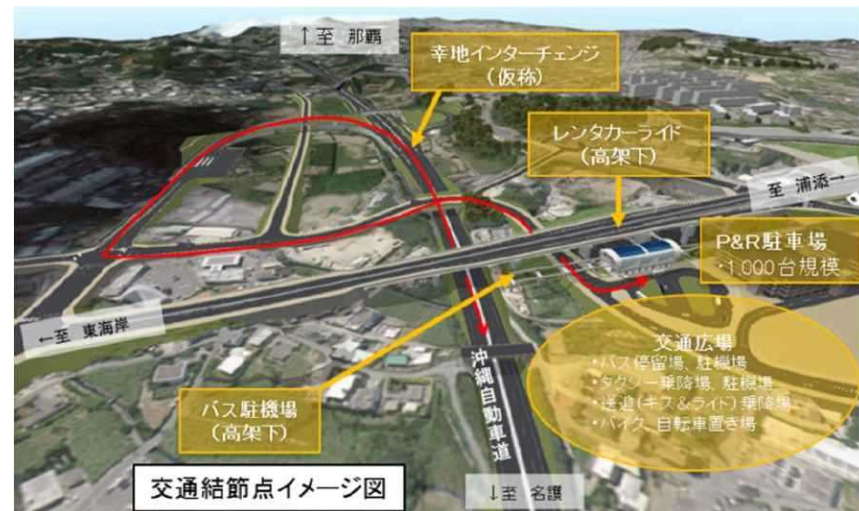 ↑至 那覇
幸地インターチェンジ
（仮称）
レンタカーライド
（高架下）
至 浦添→
P&R駐車場
・1,000台規模
←至 東海岸
交通広場
・バス停留場、駐機場
・タクシー乗降場、駐機場
・送迎(キス&ライド)乗降場
・バイク、自転車置き場
バス駐機場
（高架下）
沖縄自動車道
交通結節点イメージ図
↓至 名護